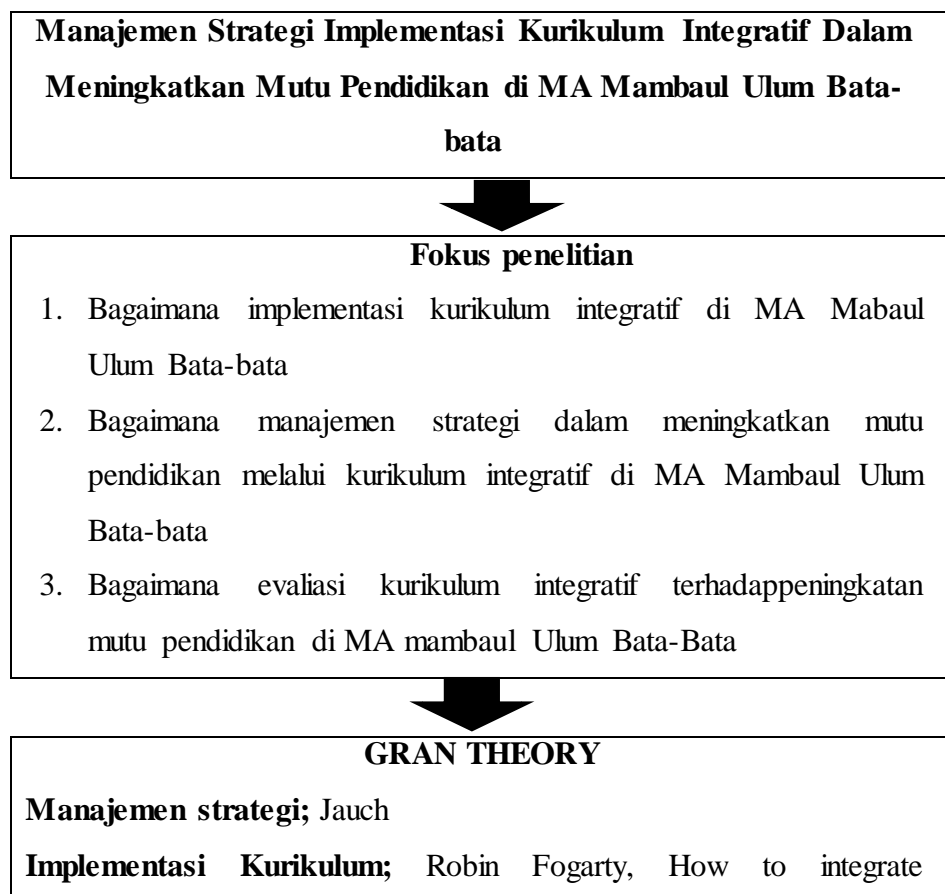 Manajemen Strategi Implementasi Kurikulum Integratif Dalam
Meningkatkan Mutu Pendidikan di MA Mambaul Ulum Bata-
bata
Fokus penelitian
1. Bagaimana implementasi kurikulum integratif di MA Mabaul
Ulum Bata-bata
2. Bagaimana manajemen strategi dalam meningkatkan mutu
pendidikan melalui kurikulum integratif di MA Mambaul Ulum
Bata-bata
3. Bagaimana evaliasi kurikulum integratif terhadappeningkatan
mutu pendidikan di MA mambaul Ulum Bata-Bata
GRAN THEORY
Manajemen strategi; Jauch
Implementasi Kurikulum; Robin Fogarty, How to integrate